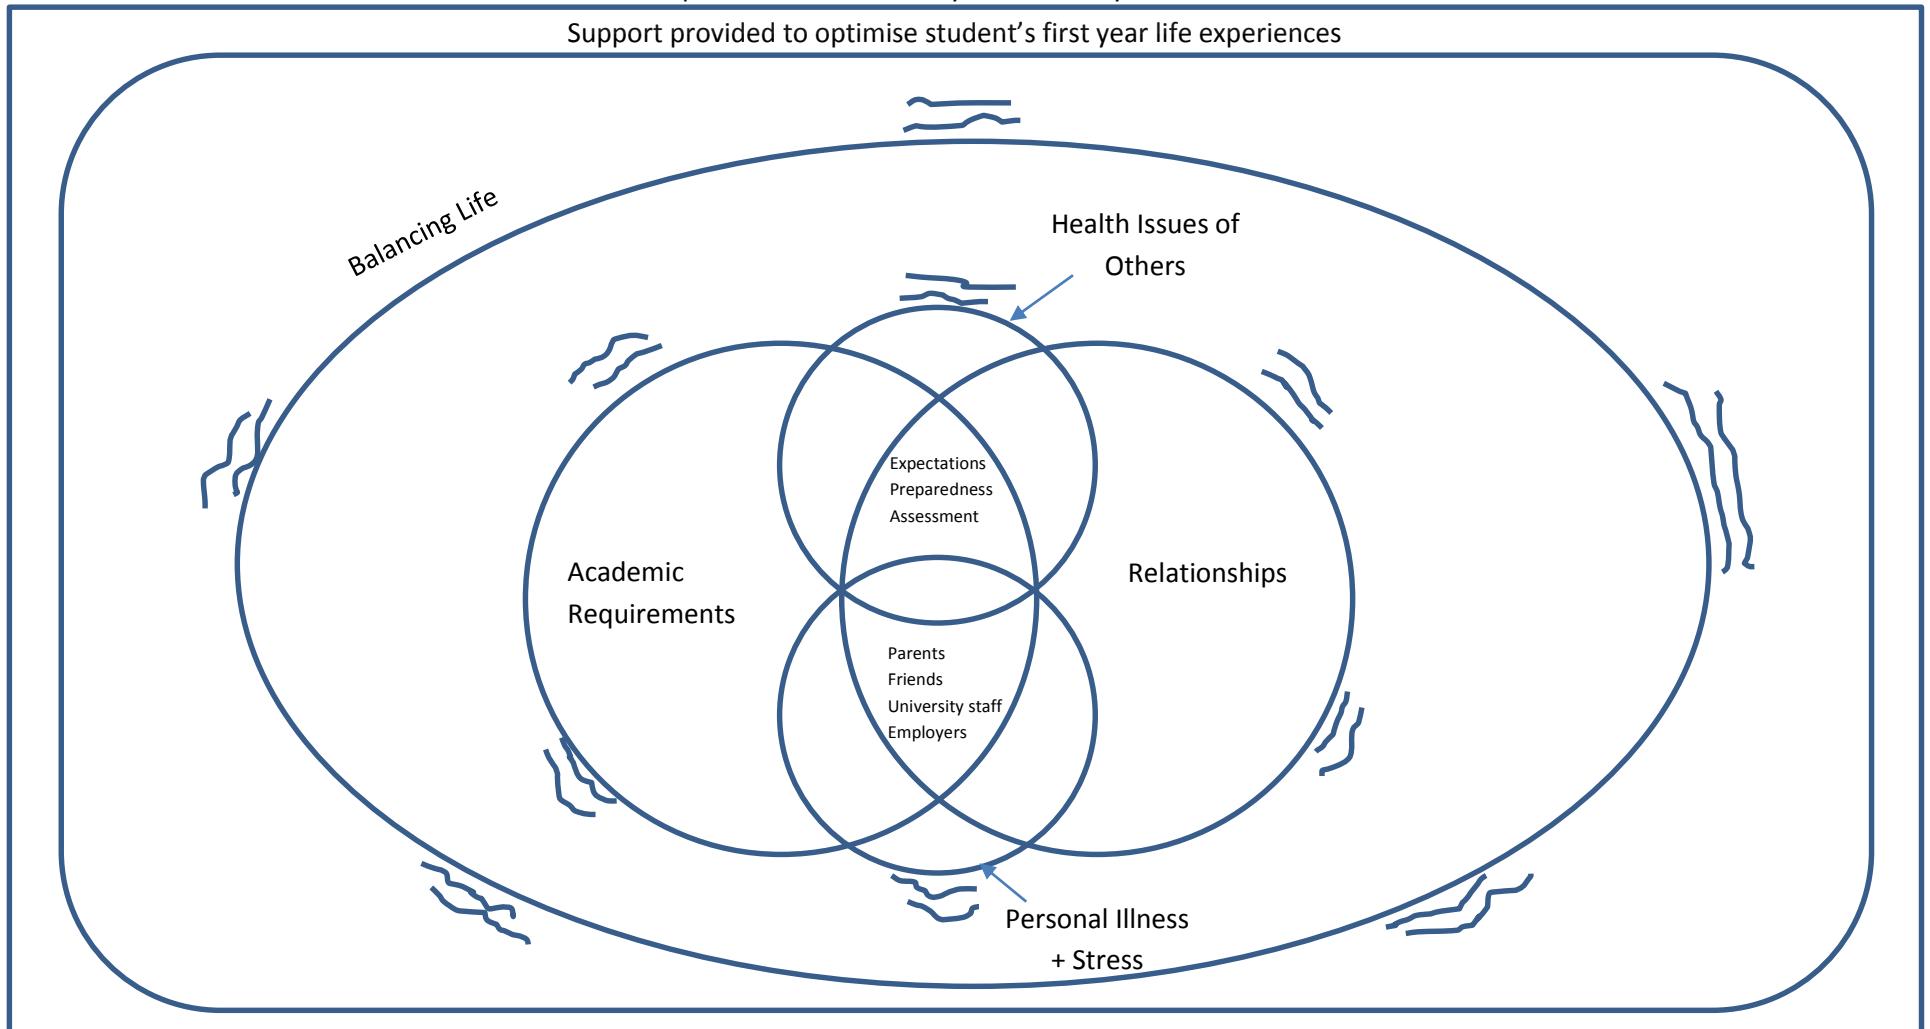 Support provided to optimise student’s first year life experiences
Balancing Life
Health Issues of
Others
Expectations
Preparedness
Assessment
Academic
Requirements
Relationships
Parents
Friends
University staff
Employers
Personal Illness
+ Stress